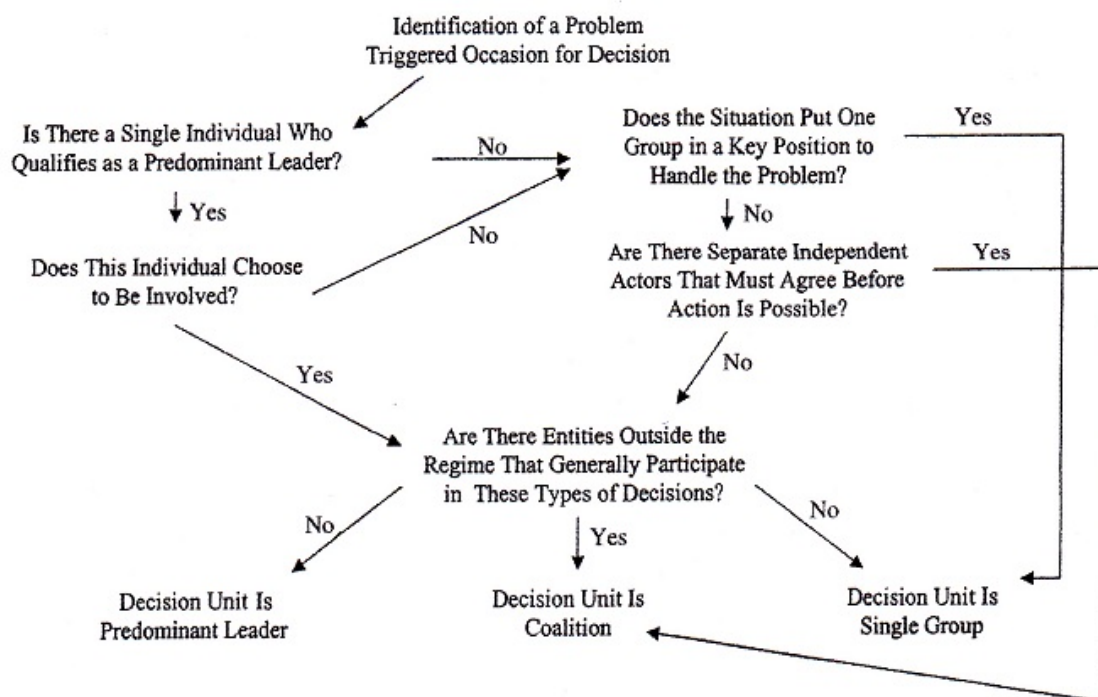 Identification of a Problem
Triggered Occasion for Decision
Is There a Single Individual Who
Qualifies as a Predominant Leader?
No
Does the Situation Put One
Group in a Key Position to
Handle the Problem?
Yes
Yes
No
No
Does This Individual Choose
to Be Involved?
Are There Separate Independent
Actors That Must Agree Before
Action Is Possible?
Yes
Yes
No
Are There Entities Outside the
Regime That Generally Participate
in These Types of Decisions?
No
Yes
No
Decision Unit Is
Predominant Leader
Decision Unit Is
Coalition
Decision Unit Is
Single Group